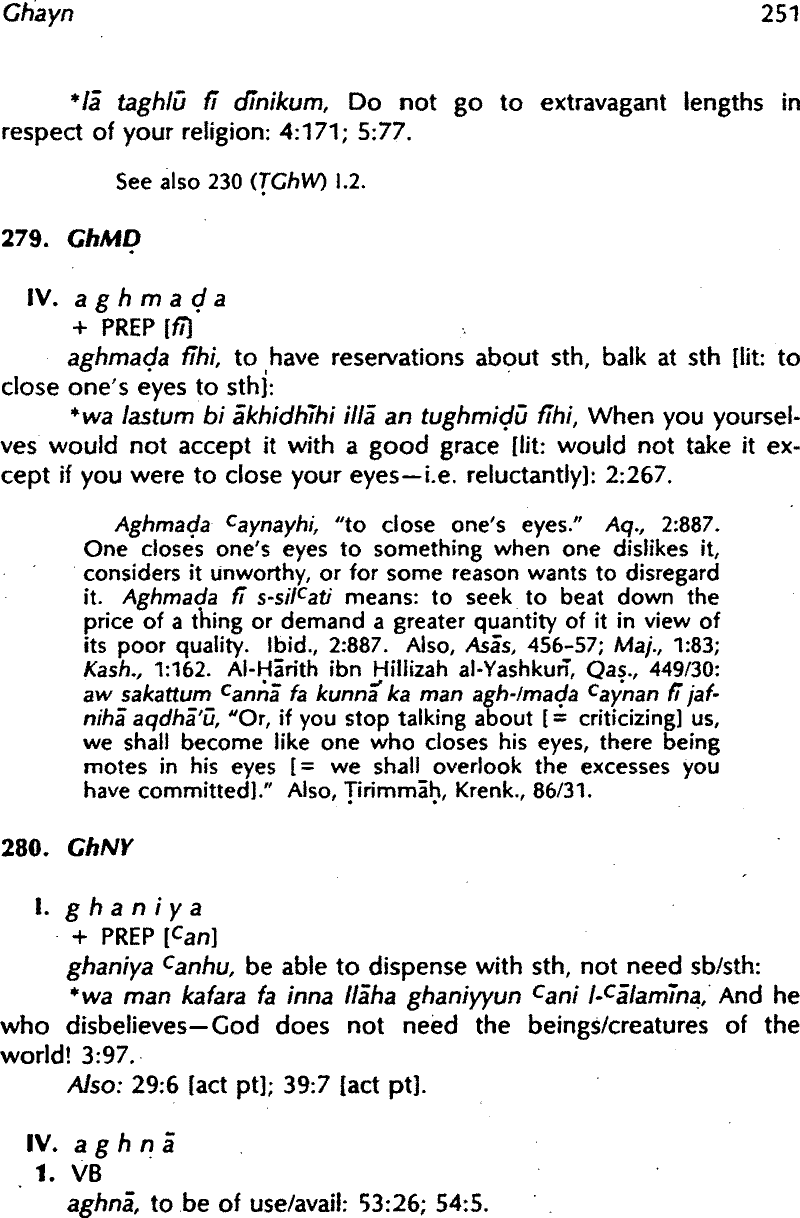 Ghayn 251
*lā taghlū fī dīnikum, Do not go to extravagant lengths in
respect of your religion: 4:171; 5:77.
See also 230 (ṬGhW) I.2.
279. GhMḌ
IV. a g h m a ḍ a
+ PREP [fī]
aghmaḍa fīhi, to have reservations about sth, balk at sth [lit: to
close one's eyes to sth]:
*wa lastum bi ākhidhīhi illā an tughmiḍū fīhi, When you yoursel-
ves would not accept it with a good grace [lit: would not take it ex-
cept if you were to close your eyes—i.e. reluctantly]: 2:267.
Aghmaḍa ᶜaynayhi, "to close one's eyes." Aq., 2:887.
One closes one's eyes to something when one dislikes it,
considers it unworthy, or for some reason wants to disregard
it. Aghmaḍa fī s-silᶜati means: to seek to beat down the
price of a thing or demand a greater quantity of it in view of
its poor quality. Ibid., 2:887. Also, Asās, 456-57; Maj., 1:83;
Kash., 1:162. Al-Ḥārith ibn Ḥillizah al-Yashkurī, Qaṣ., 449/30:
aw sakattum ᶜannā fa kunnā ka man agh-/maḍa ᶜaynan fī jaf-
nihā aqdhā'ū, "Or, if you stop talking about [= criticizing] us,
we shall become like one who closes his eyes, there being
motes in his eyes [= we shall overlook the excesses you
have committed]." Also, Ṭirimmāḥ, Krenk., 86/31.
280. GhNY
I. g h a n i y a
+ PREP [ᶜan]
ghaniya ᶜanhu, be able to dispense with sth, not need sb/sth:
*wa man kafara fa inna llāha ghaniyyun ᶜani l-ᶜālamīna, And he
who disbelieves—God does not need the beings/creatures of the
world! 3:97.
Also: 29:6 [act pt]; 39:7 [act pt].
IV. a g h n ā
1. VB
aghnā, to be of use/avail: 53:26; 54:5.